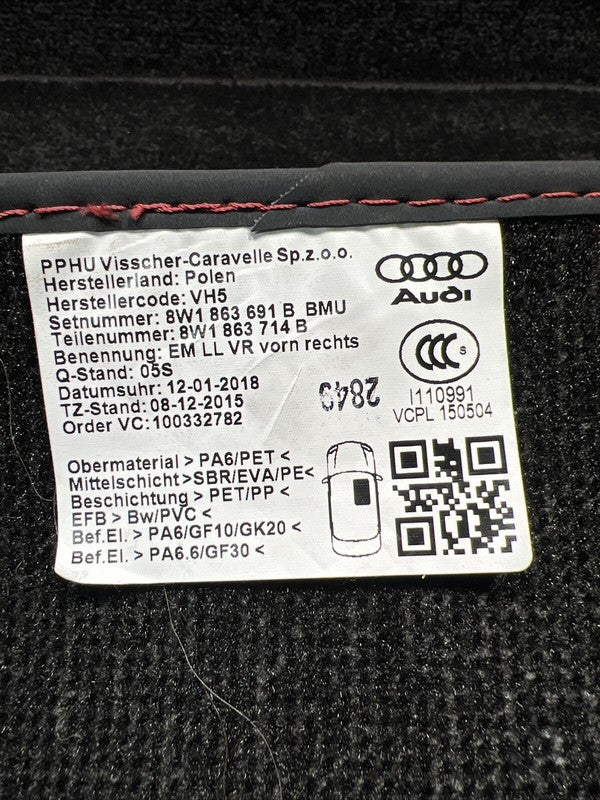 PPHU Visscher-Caravelle Sp.z.o.o.
Herstellerland: Polen
Herstellercode: VH5
Setnummer: 8W1 863 691 B BMU
Teilenummer: 8W1 863 714 B
Benennung: EM LL VR vorn rechts
Q-Stand: 05S
Datumsuhr: 12-01-2018
TZ-Stand: 08-12-2015
Order VC:100332782
Audi
CCC S
I110991
VCPL 150504
2849
Obermaterial > PA6/PET <
Mittelschicht >SBR/EVA/PE<
Beschichtung > PET/PP <
EFB > Bw/PVC <
Bef.El. > PA6/GF10/GK20 <
Bef.El. > PA6.6/GF30 <